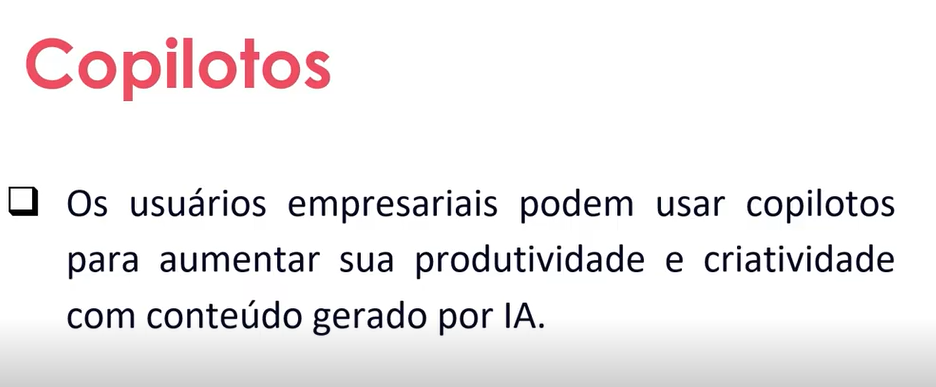 Copilotos
Os usuários empresariais podem usar copilotos
para aumentar sua produtividade e criatividade
com conteúdo gerado por IA.